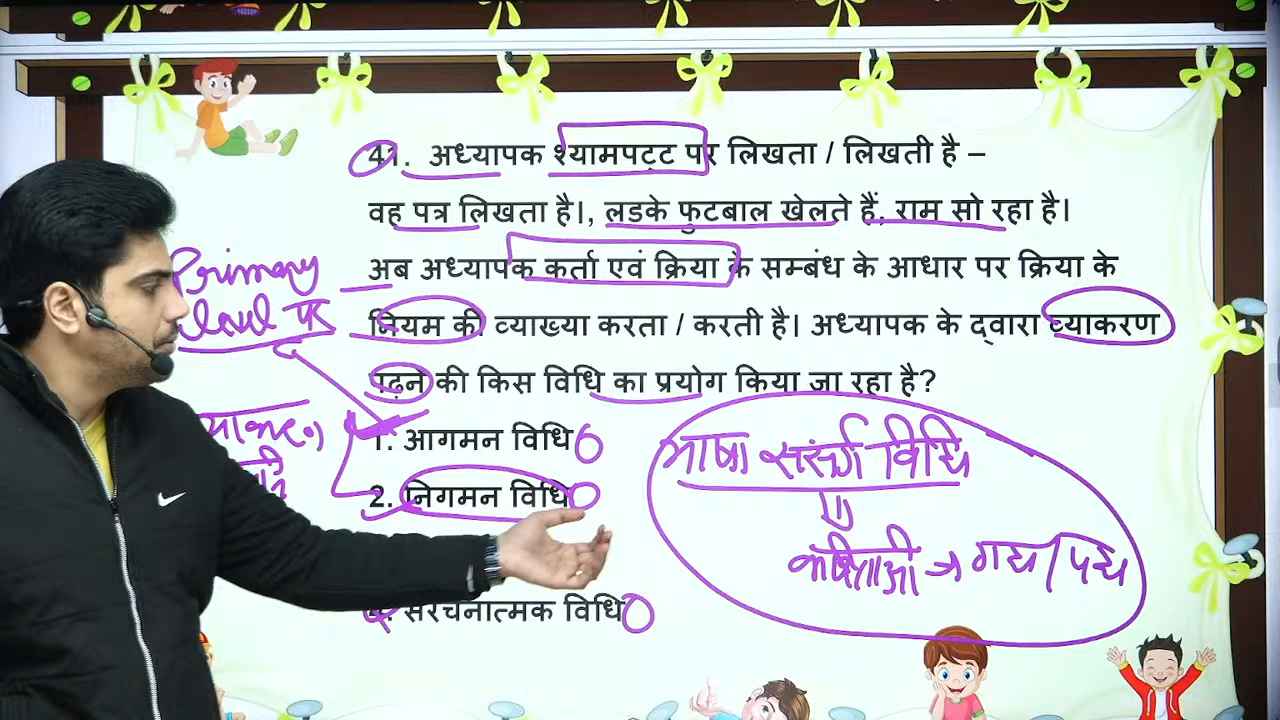 41. अध्यापक श्यामपट्ट पर लिखता / लिखती है –
वह पत्र लिखता है।, लडके फुटबाल खेलते हैं, राम सो रहा है।
अब अध्यापक कर्ता एवं क्रिया के सम्बंध के आधार पर क्रिया के
नियम की व्याख्या करता / करती है। अध्यापक के द्वारा व्याकरण
पढ़ने की किस विधि का प्रयोग किया जा रहा है?
1. आगमन विधि
2. निगमन विधि
संरचनात्मक विधि
Primary
level पर
भाषा संसर्ग विधि
कविताओं → गद्य / पद्य